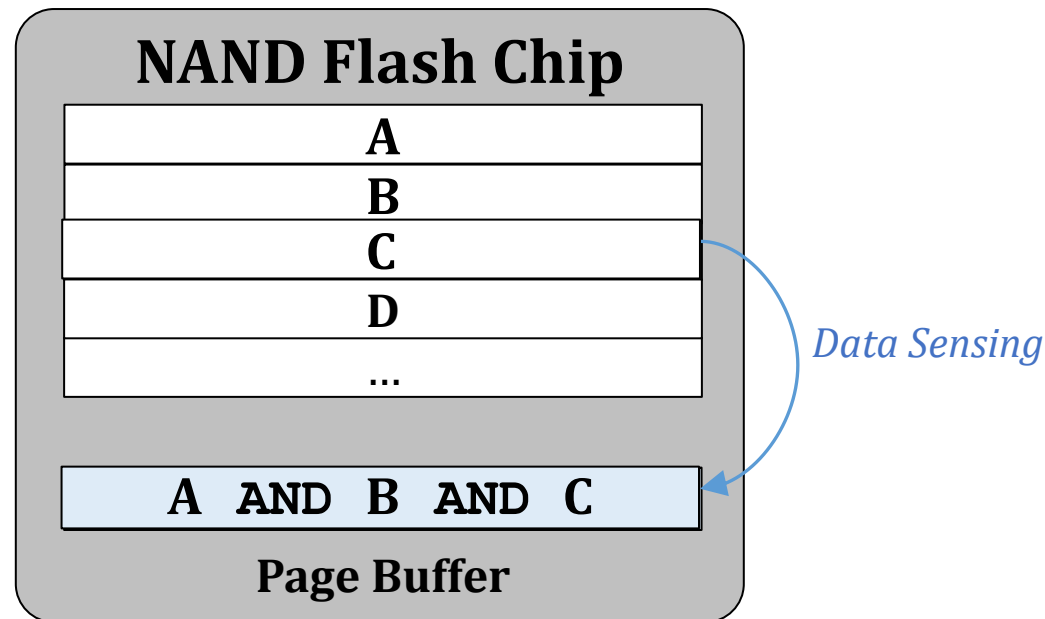 NAND Flash Chip
A
B
C
D
...
Data Sensing
A AND B AND C
Page Buffer